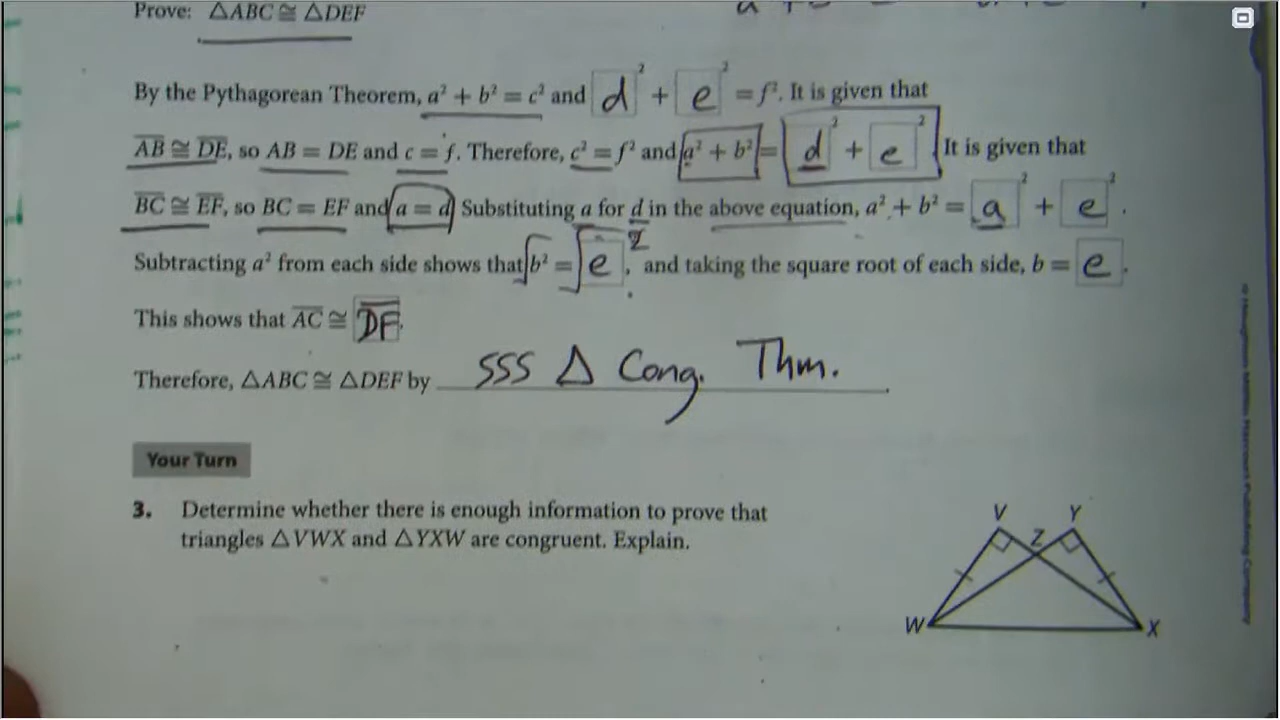 Prove: △ABC ≅ △DEF
By the Pythagorean Theorem, a² + b² = c² and d² + e² = f². It is given that
AB ≅ DE, so AB = DE and c = f. Therefore, c² = f² and a² + b² = d² + e² It is given that
BC ≅ EF, so BC = EF and a = d Substituting a for d in the above equation, a² + b² = a² + e².
Subtracting a² from each side shows that √b² = √e², and taking the square root of each side, b = e.
This shows that AC ≅ DF.
Therefore, △ABC ≅ △DEF by SSS △ Cong. Thm.
Your Turn
3. Determine whether there is enough information to prove that
triangles △VWX and △YXW are congruent. Explain.
V Y
Z
W X
© Houghton Mifflin Harcourt Publishing Company